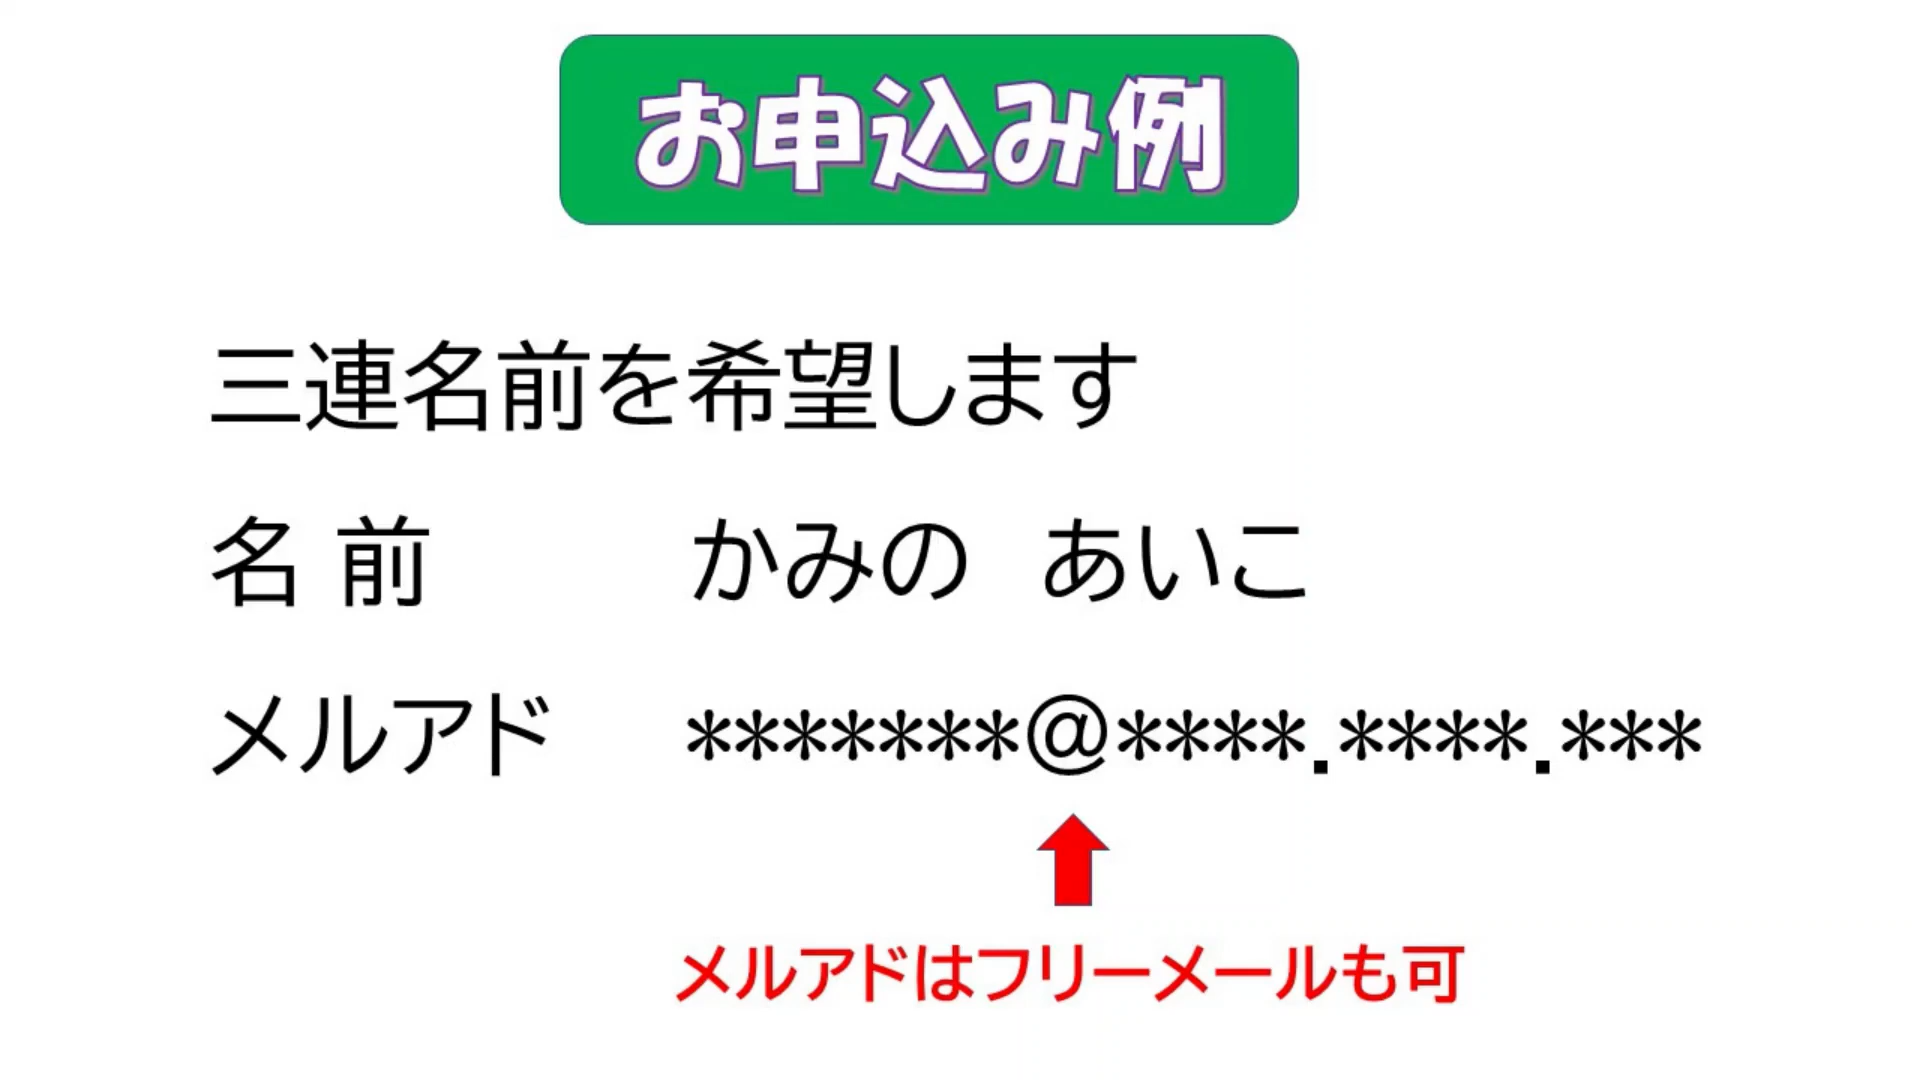 お申込み例
三連名前を希望します
名 前 かみの あいこ
メルアド *******@****.****.***
メルアドはフリーメールも可